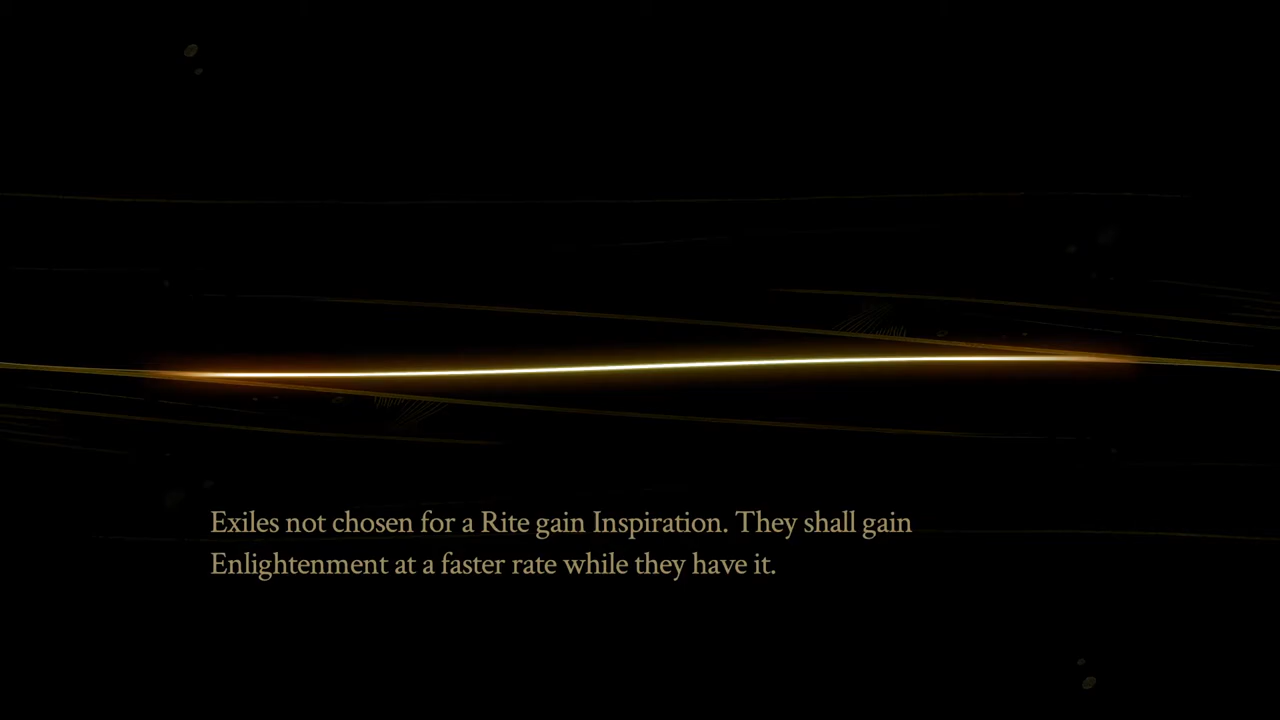 Exiles not chosen for a Rite gain Inspiration. They shall gain
Enlightenment at a faster rate while they have it.